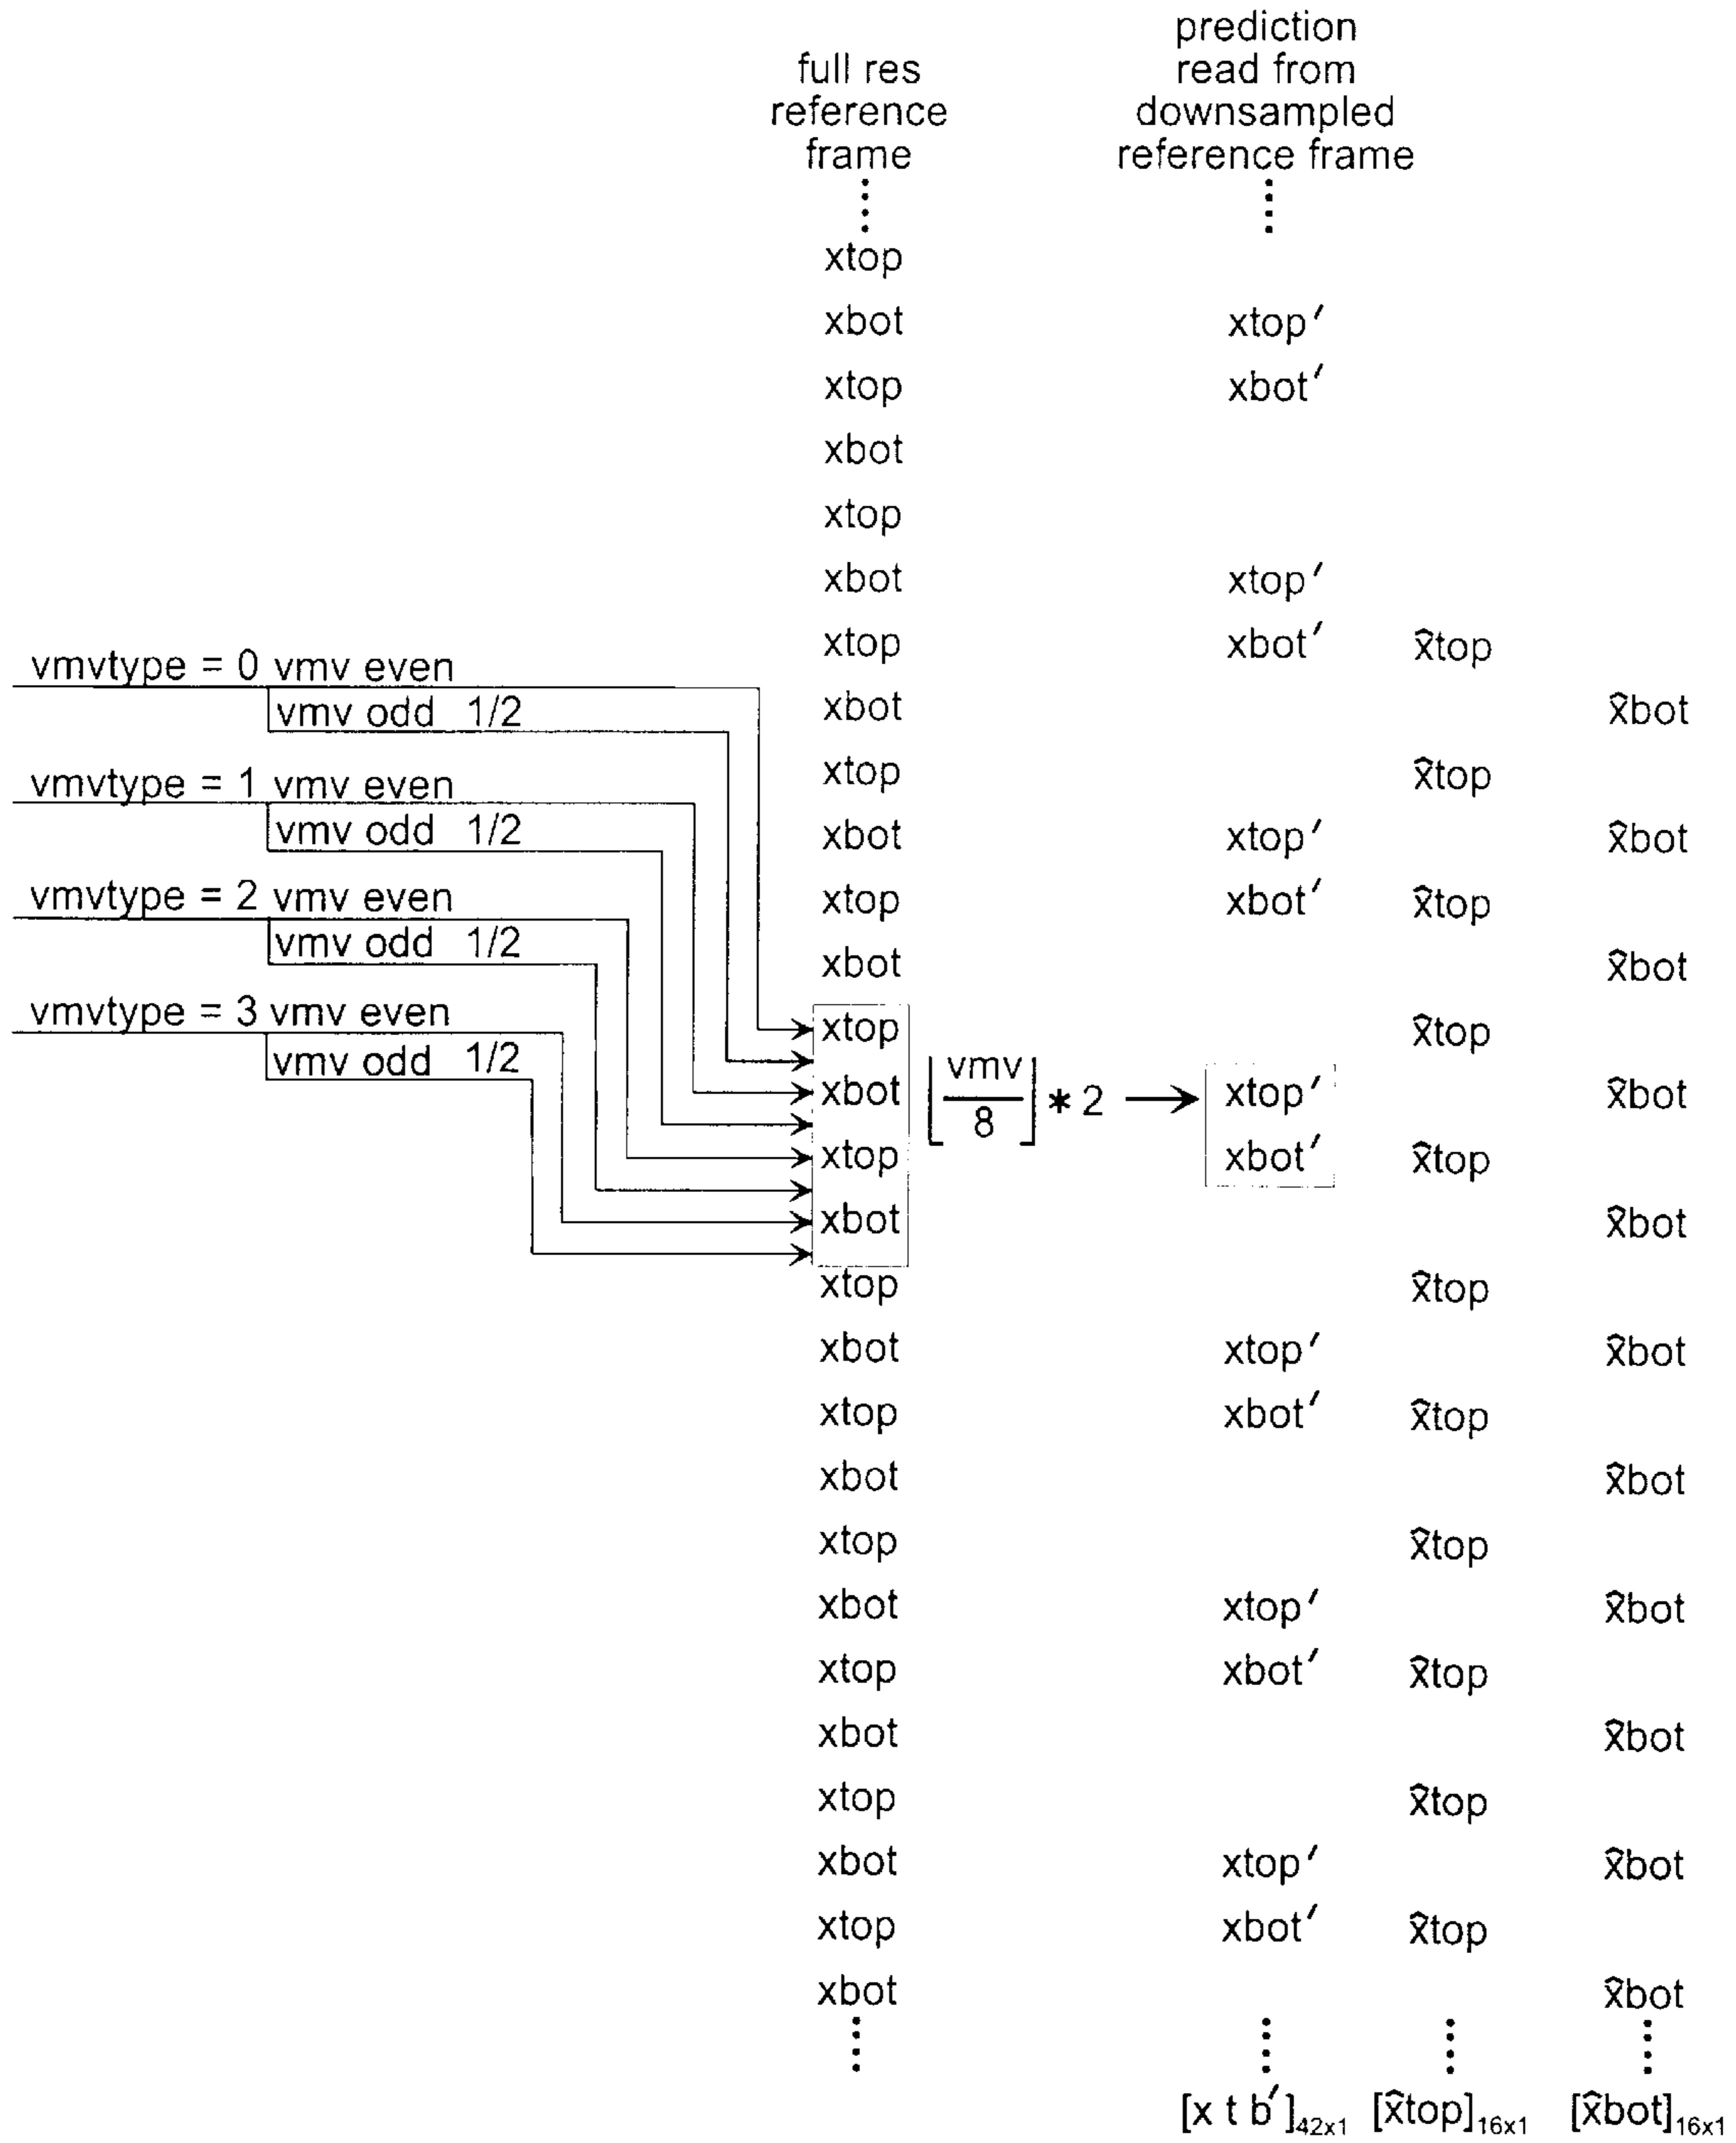 full res
reference
frame
prediction
read from
downsampled
reference frame
xtop
xbot xtop′
xtop xbot′
xbot
xtop
xbot xtop′
xtop xbot′ x̂top
vmvtype = 0 vmv even
vmv odd 1/2
xbot x̂bot
xtop x̂top
vmvtype = 1 vmv even
vmv odd 1/2
xbot xtop′ x̂bot
xtop xbot′ x̂top
vmvtype = 2 vmv even
vmv odd 1/2
xbot x̂bot
vmvtype = 3 vmv even
vmv odd 1/2
xtop x̂top
xbot ⌊vmv/8⌋ * 2 xtop′ x̂bot
xtop xbot′ x̂top
xbot x̂bot
xtop x̂top
xbot xtop′ x̂bot
xtop xbot′ x̂top
xbot x̂bot
xtop x̂top
xbot xtop′ x̂bot
xtop xbot′ x̂top
xbot x̂bot
xtop x̂top
xbot xtop′ x̂bot
xtop xbot′ x̂top
xbot x̂bot
[x t b′]42x1 [x̂top]16x1 [x̂bot]16x1